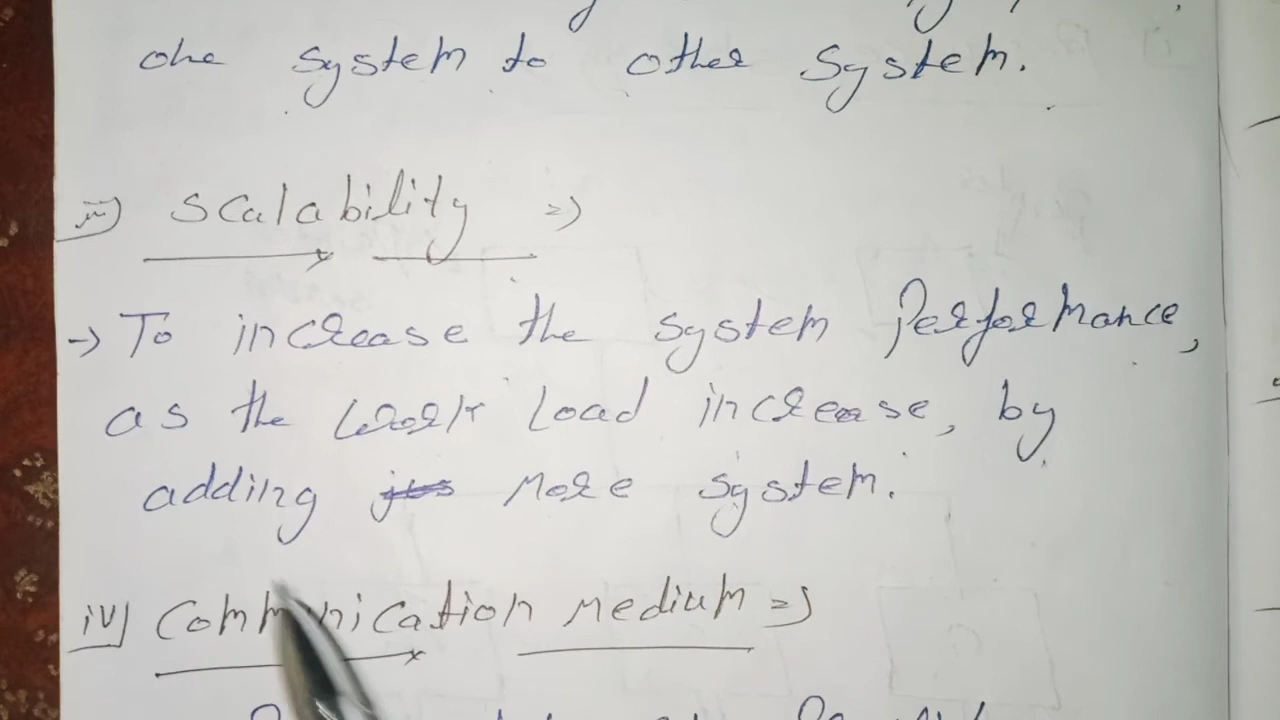 one system to other system.
iii) scalability =>
-> To increase the system Performance,
as the work load increase, by
adding more system.
iv) Communication medium =>